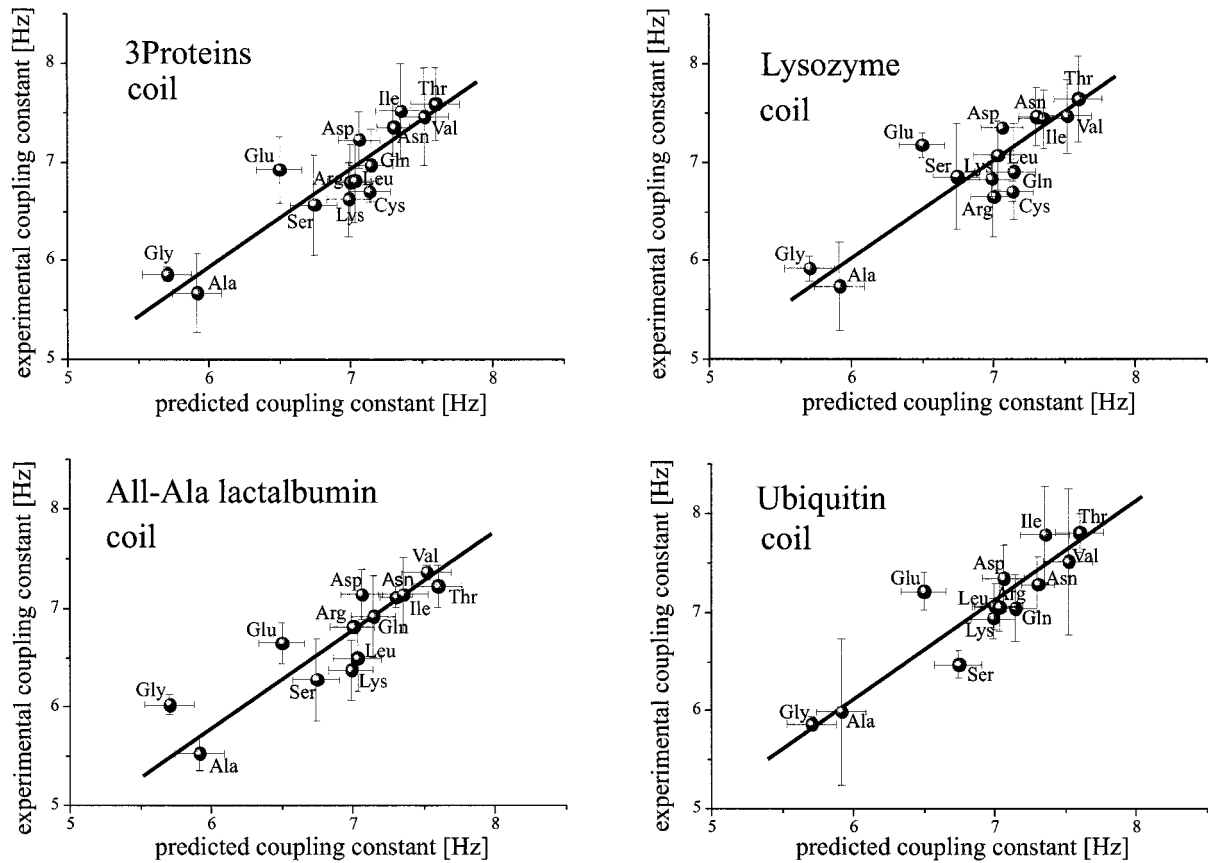 experimental coupling constant [Hz]
3Proteins
coil
8
7
6
5
Thr
Ile
Val
Asp
Asn
Glu
Gln
Arg
Leu
Lys
Cys
Ser
Gly
Ala
5
6
7
8
predicted coupling constant [Hz]
experimental coupling constant [Hz]
Lysozyme
coil
8
7
6
5
Thr
Asn
Asp
Ile
Val
Glu
Ser
Lys
Leu
Gln
Arg
Cys
Gly
Ala
5
6
7
8
predicted coupling constant [Hz]
experimental coupling constant [Hz]
All-Ala lactalbumin
coil
8
7
6
5
Val
Asp
Asn
Ile
Thr
Arg
Gln
Glu
Leu
Lys
Ser
Gly
Ala
5
6
7
8
predicted coupling constant [Hz]
experimental coupling constant [Hz]
Ubiquitin
coil
8
7
6
5
Ile
Thr
Val
Asp
Asn
Glu
Leu
Arg
Gln
Lys
Ser
Gly
Ala
5
6
7
8
predicted coupling constant [Hz]